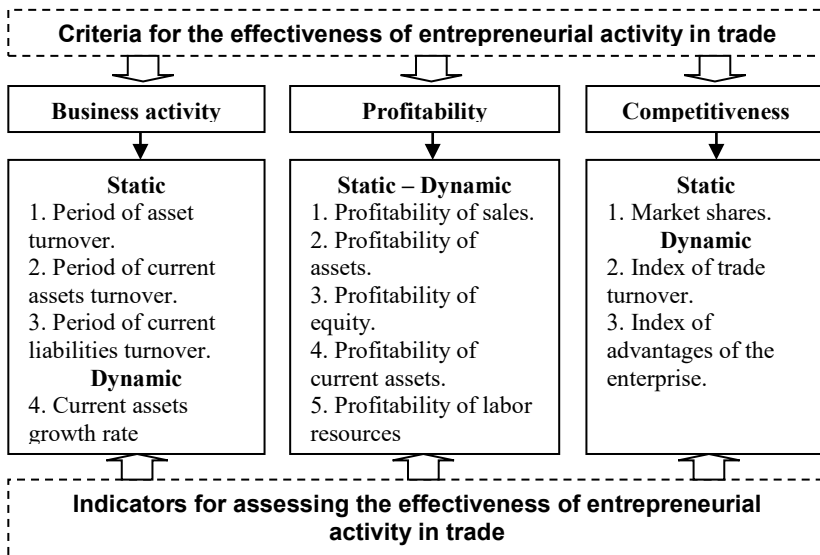 Criteria for the effectiveness of entrepreneurial activity in trade
Business activity
Profitability
Competitiveness
Static
1. Period of asset
turnover.
2. Period of current
assets turnover.
3. Period of current
liabilities turnover.
Dynamic
4. Current assets
growth rate
Static – Dynamic
1. Profitability of sales.
2. Profitability of
assets.
3. Profitability of
equity.
4. Profitability of
current assets.
5. Profitability of labor
resources
Static
1. Market shares.
Dynamic
2. Index of trade
turnover.
3. Index of
advantages of the
enterprise.
Indicators for assessing the effectiveness of entrepreneurial
activity in trade